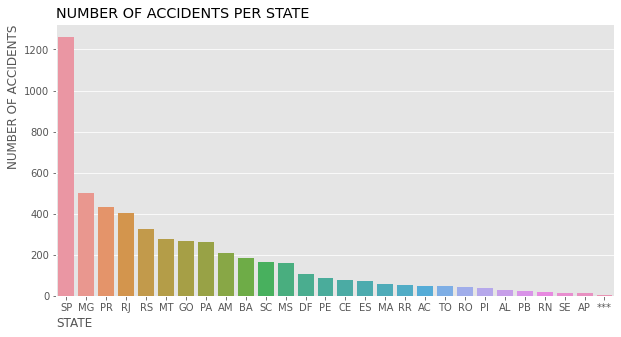 NUMBER OF ACCIDENTS PER STATE
NUMBER OF ACCIDENTS
1200
1000
800
600
400
200
0
SP MG PR RJ RS MT GO PA AM BA SC MS DF PE CE ES MA RR AC TO RO PI AL PB RN SE AP ***
STATE